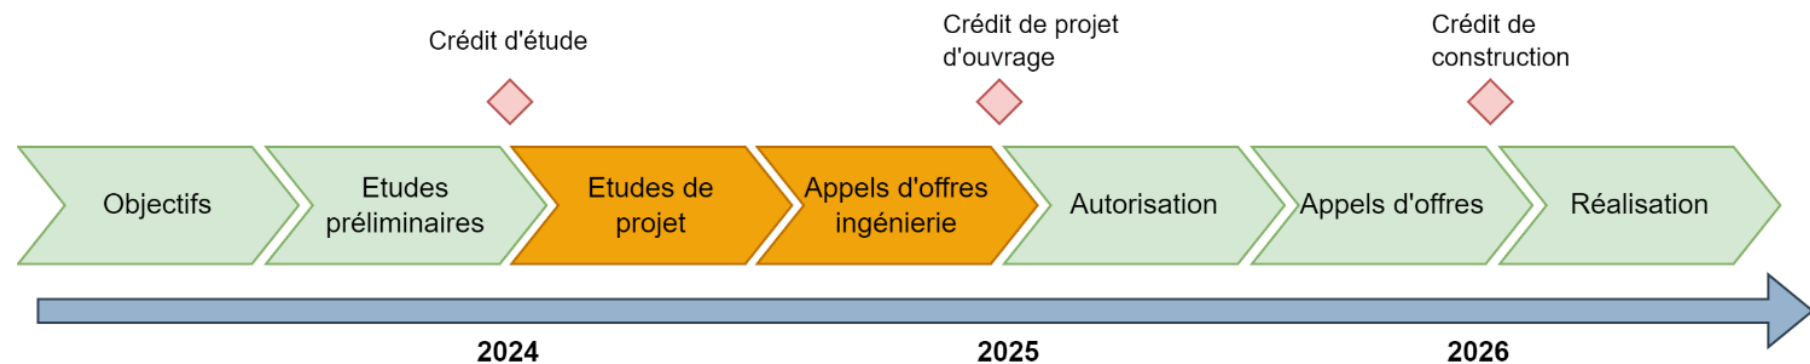 Crédit d'étude
Crédit de projet
d'ouvrage
Crédit de
construction
Objectifs
Etudes
préliminaires
Etudes de
projet
Appels d'offres
ingénierie
Autorisation
Appels d'offres
Réalisation
2024
2025
2026